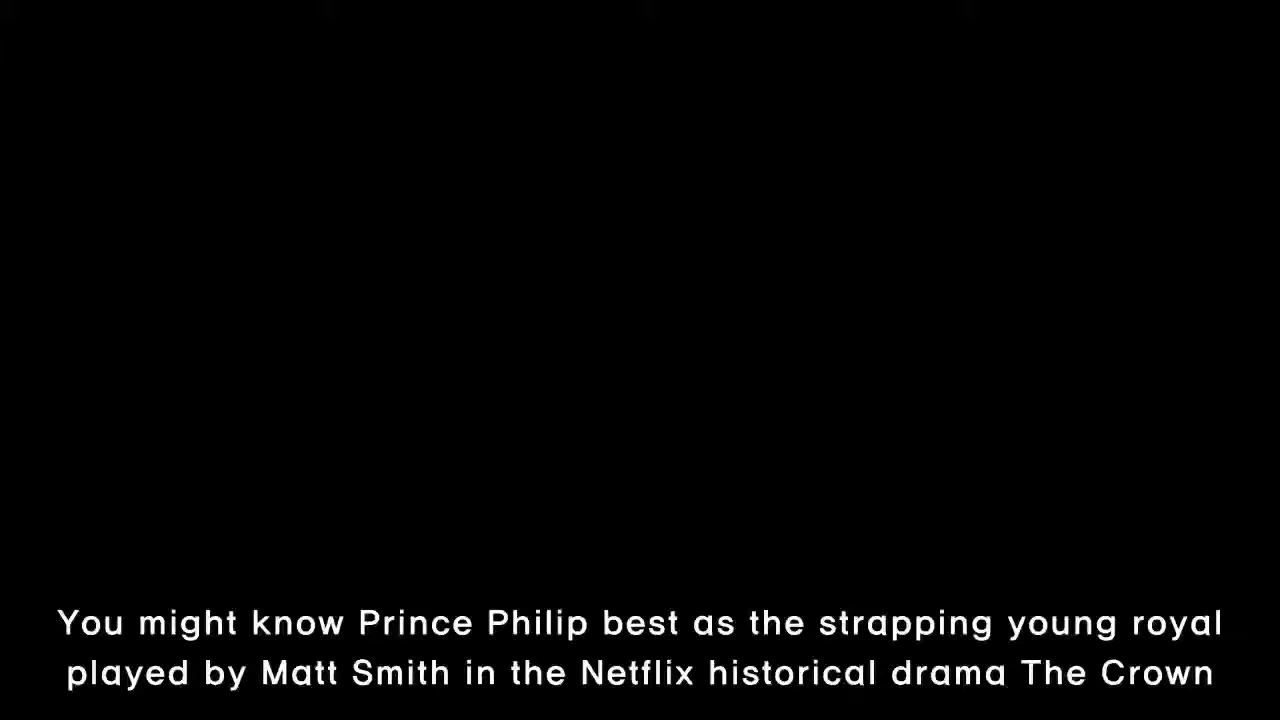 You might know Prince Philip best as the strapping young royal
played by Matt Smith in the Netflix historical drama The Crown